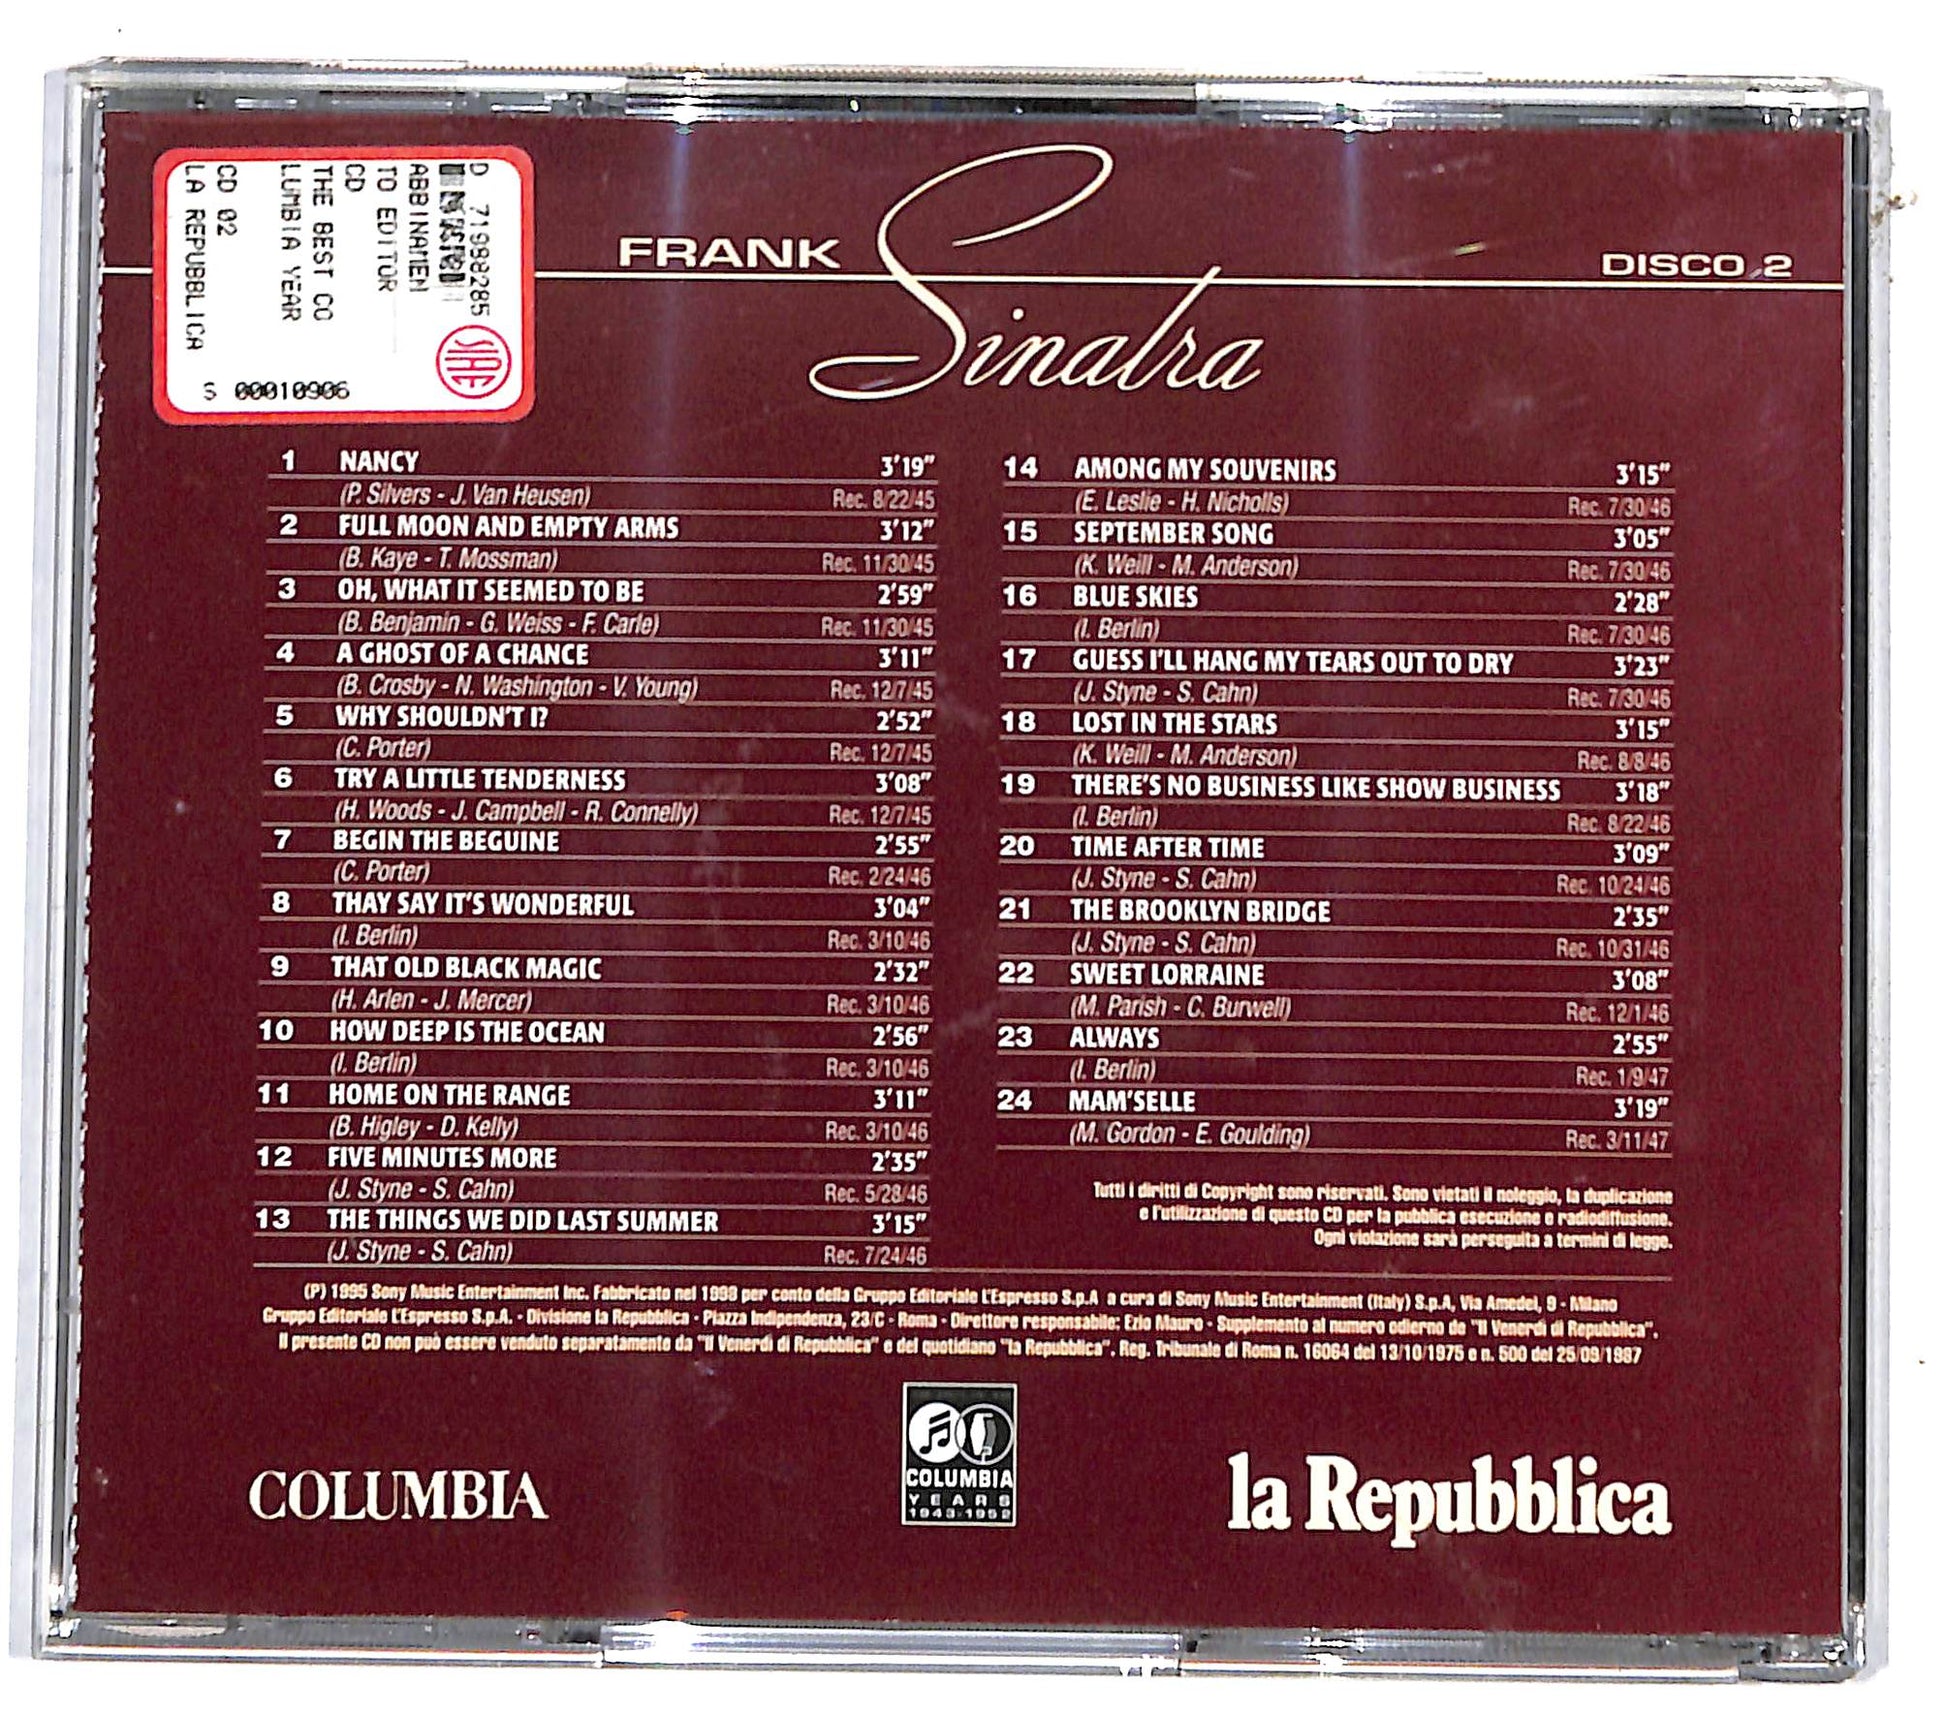 D 71998285
ABBINAMEN
TO EDITOR
CD
THE BEST CO
LUMBIA YEAR
CD 02
LA REPUBBLICA
S 00010906
SIAE
FRANK
Sinatra
DISCO 2
1 NANCY 3'19"
(P. Silvers - J. Van Heusen) Rec. 8/22/45
2 FULL MOON AND EMPTY ARMS 3'12"
(B. Kaye - T. Mossman) Rec. 11/30/45
3 OH, WHAT IT SEEMED TO BE 2'59"
(B. Benjamin - G. Weiss - F. Carle) Rec. 11/30/45
4 A GHOST OF A CHANCE 3'11"
(B. Crosby - N. Washington - V. Young) Rec. 12/7/45
5 WHY SHOULDN'T I? 2'52"
(C. Porter) Rec. 12/7/45
6 TRY A LITTLE TENDERNESS 3'08"
(H. Woods - J. Campbell - R. Connelly) Rec. 12/7/45
7 BEGIN THE BEGUINE 2'55"
(C. Porter) Rec. 2/24/46
8 THAY SAY IT'S WONDERFUL 3'04"
(I. Berlin) Rec. 3/10/46
9 THAT OLD BLACK MAGIC 2'32"
(H. Arlen - J. Mercer) Rec. 3/10/46
10 HOW DEEP IS THE OCEAN 2'56"
(I. Berlin) Rec. 3/10/46
11 HOME ON THE RANGE 3'11"
(B. Higley - D. Kelly) Rec. 3/10/46
12 FIVE MINUTES MORE 2'35"
(J. Styne - S. Cahn) Rec. 5/28/46
13 THE THINGS WE DID LAST SUMMER 3'15"
(J. Styne - S. Cahn) Rec. 7/24/46
14 AMONG MY SOUVENIRS 3'15"
(E. Leslie - H. Nicholls) Rec. 7/30/46
15 SEPTEMBER SONG 3'05"
(K. Weill - M. Anderson) Rec. 7/30/46
16 BLUE SKIES 2'28"
(I. Berlin) Rec. 7/30/46
17 GUESS I'LL HANG MY TEARS OUT TO DRY 3'23"
(J. Styne - S. Cahn) Rec. 7/30/46
18 LOST IN THE STARS 3'15"
(K. Weill - M. Anderson) Rec. 8/8/46
19 THERE'S NO BUSINESS LIKE SHOW BUSINESS 3'18"
(I. Berlin) Rec. 8/22/46
20 TIME AFTER TIME 3'09"
(J. Styne - S. Cahn) Rec. 10/24/46
21 THE BROOKLYN BRIDGE 2'35"
(J. Styne - S. Cahn) Rec. 10/31/46
22 SWEET LORRAINE 3'08"
(M. Parish - C. Burwell) Rec. 12/1/46
23 ALWAYS 2'55"
(I. Berlin) Rec. 1/9/47
24 MAM'SELLE 3'19"
(M. Gordon - E. Goulding) Rec. 3/11/47
Tutti i diritti di Copyright sono riservati. Sono vietati il noleggio, la duplicazione
e l'utilizzazione di questo CD per la pubblica esecuzione e radiodiffusione.
Ogni violazione sarà perseguita a termini di legge.
(P) 1995 Sony Music Entertainment Inc. Fabbricato nel 1998 per conto della Gruppo Editoriale L'Espresso S.p.A a cura di Sony Music Entertainment (Italy) S.p.A, Via Amedei, 9 - Milano
Gruppo Editoriale L'Espresso S.p.A. - Divisione la Repubblica - Piazza Indipendenza, 23/C - Roma - Direttore responsabile: Ezio Mauro - Supplemento al numero odierno de "Il Venerdì di Repubblica".
Il presente CD non può essere venduto separatamente da "Il Venerdì di Repubblica" e del quotidiano "la Repubblica". Reg. Tribunale di Roma n. 16064 del 13/10/1975 e n. 500 del 25/09/1987
COLUMBIA
COLUMBIA
YEARS
1943-1952
la Repubblica